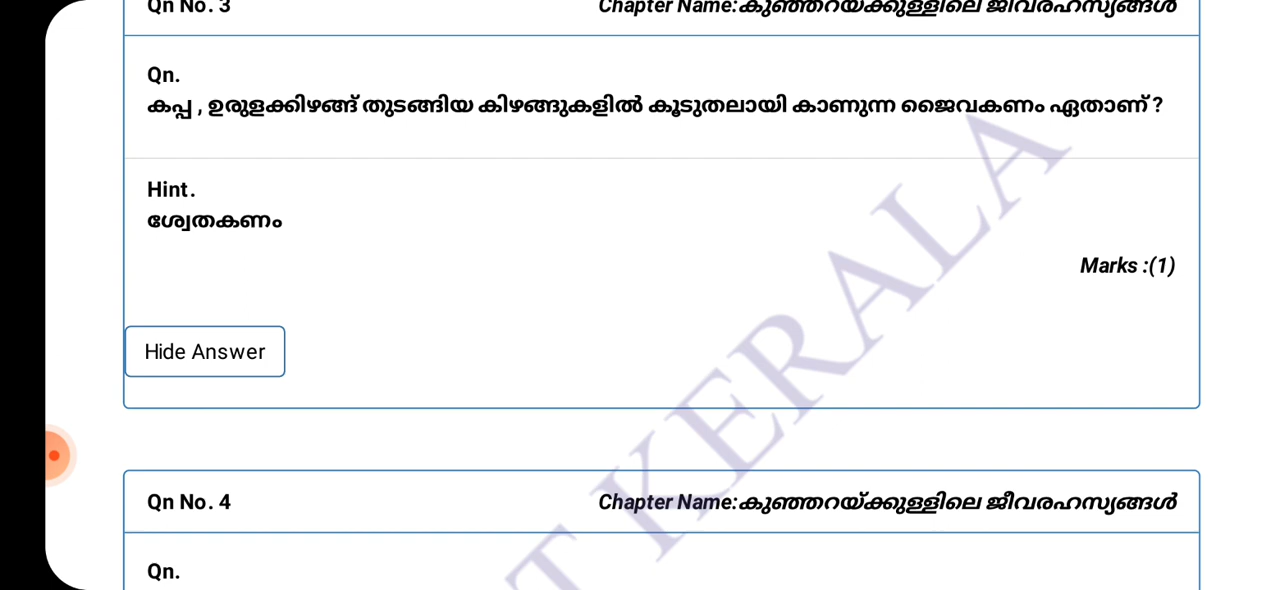 Qn No. 3 Chapter Name:കുഞ്ഞറയ്ക്കുള്ളിലെ ജീവരഹസ്യങ്ങൾ
Qn.
കപ്പ , ഉരുളക്കിഴങ്ങ് തുടങ്ങിയ കിഴങ്ങുകളിൽ കൂടുതലായി കാണുന്ന ജൈവകണം ഏതാണ് ?
Hint.
ശ്വേതകണം
Marks :(1)
Hide Answer
T KERALA
Qn No. 4 Chapter Name:കുഞ്ഞറയ്ക്കുള്ളിലെ ജീവരഹസ്യങ്ങൾ
Qn.